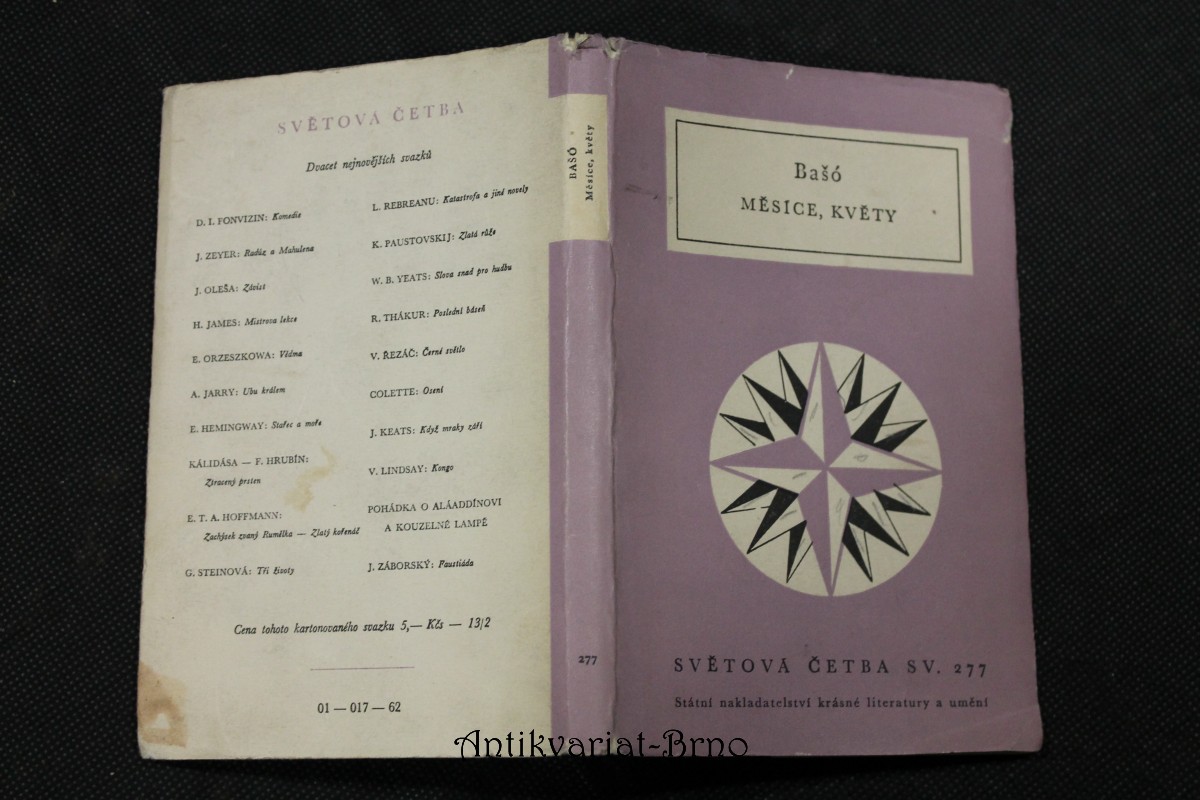 SVĚTOVÁ ČETBA
Dvacet nejnovějších svazků
D. I. FONVIZIN: Komedie
J. ZEYER: Radúz a Mahulena
J. OLEŠA: Závist
H. JAMES: Mistrova lekce
E. ORZESZKOWA: Vědma
A. JARRY: Ubu králem
E. HEMINGWAY: Stařec a moře
KÁLIDÁSA — F. HRUBÍN:
Ztracený prsten
E. T. A. HOFFMANN:
Zachýsek zvaný Rumělka — Zlatý kořenáč
G. STEINOVÁ: Tři životy
L. REBREANU: Katastrofa a jiné novely
K. PAUSTOVSKIJ: Zlatá růže
W. B. YEATS: Slova snad pro hudbu
R. THÁKUR: Poslední báseň
V. ŘEZÁČ: Černé světlo
COLETTE: Osení
J. KEATS: Když mraky září
V. LINDSAY: Kongo
POHÁDKA O ALÁADDÍNOVI
A KOUZELNÉ LAMPĚ
J. ZÁBORSKÝ: Faustiáda
Cena tohoto kartonovaného svazku 5,— Kčs — 13/2
01 — 017 — 62
BAŠÓ
Měsíce, květy
277
Bašó
MĚSÍCE, KVĚTY
SVĚTOVÁ ČETBA SV. 277
Státní nakladatelství krásné literatury a umění
Antikvariat-Brno